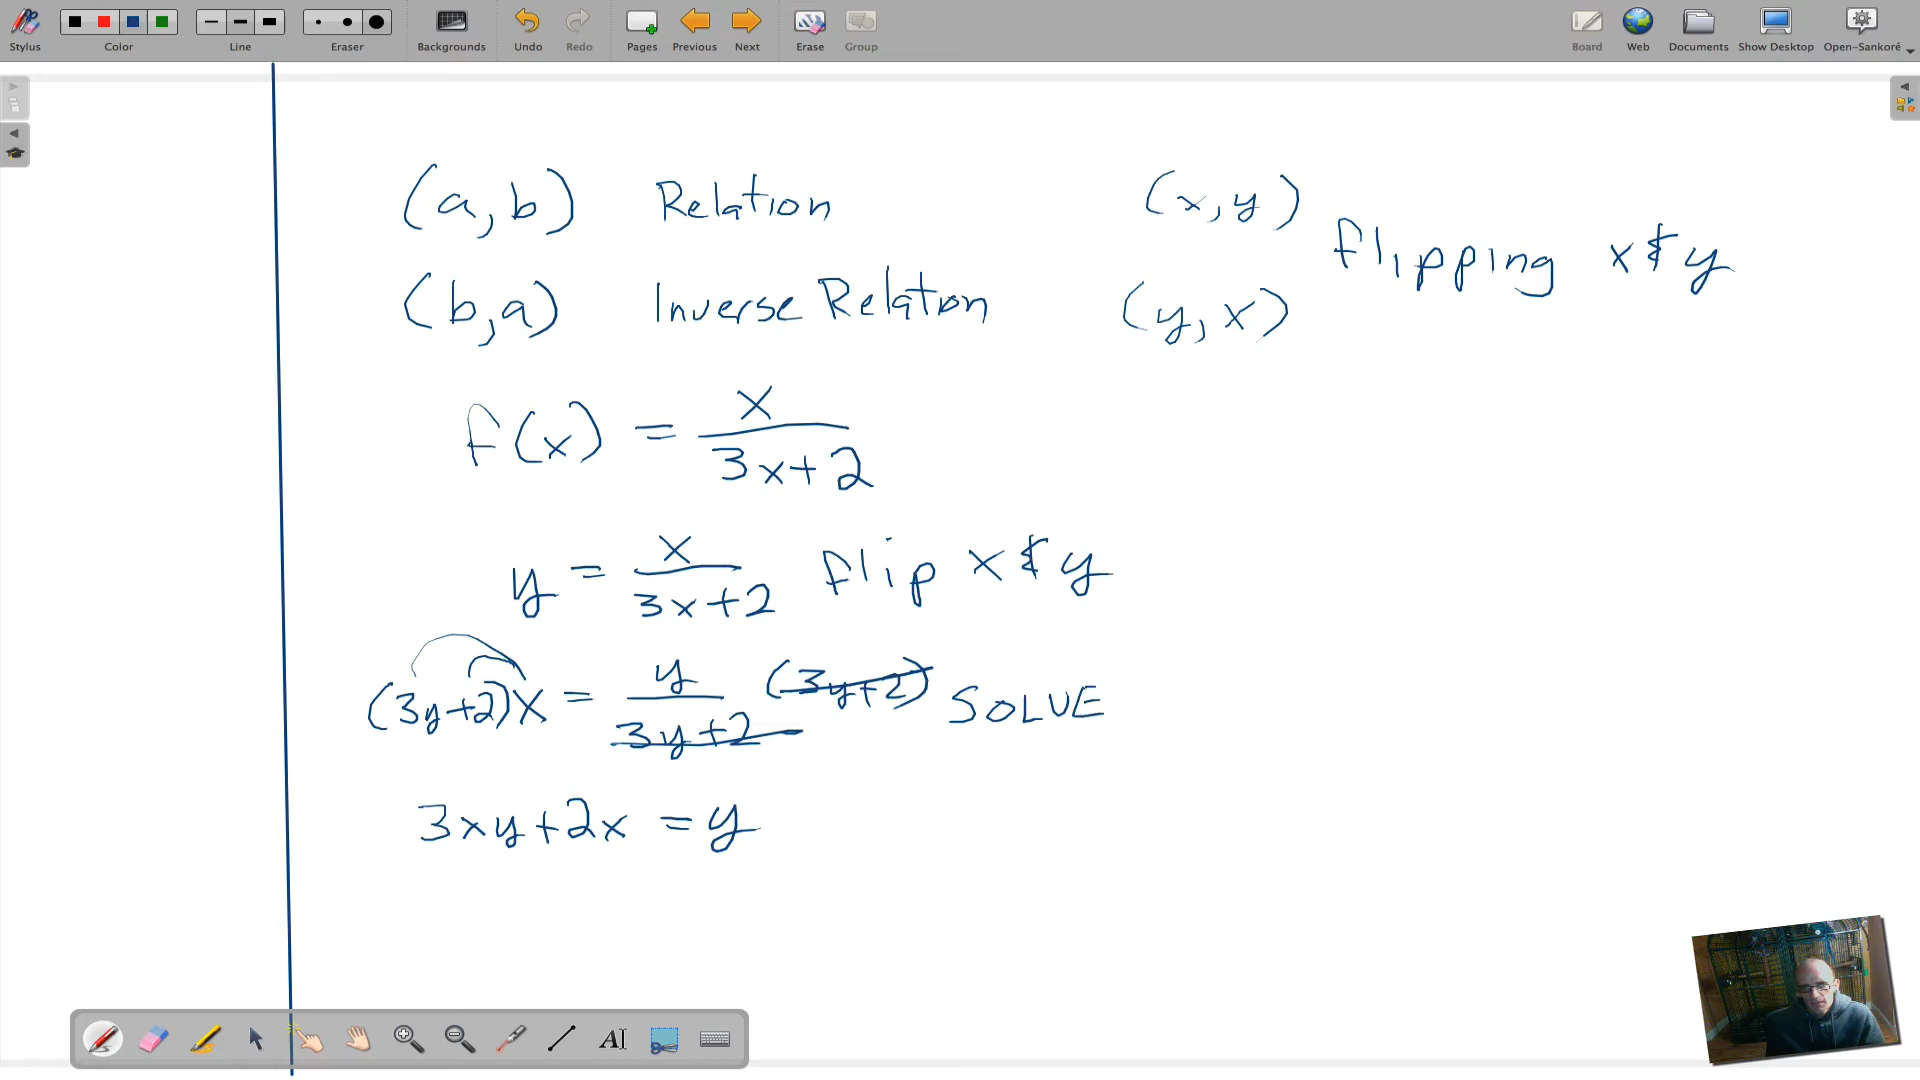 Stylus Color Line Eraser Backgrounds Undo Redo Pages Previous Next Erase Group Board Web Documents Show Desktop Open-Sankoré
(a,b) Relation (x,y)
flipping x & y
(b,a) Inverse Relation (y,x)
f(x) = x / 3x+2
y = x / 3x+2 flip x & y
(3y+2)x = y / 3y+2 (3y+2) SOLVE
3xy+2x = y